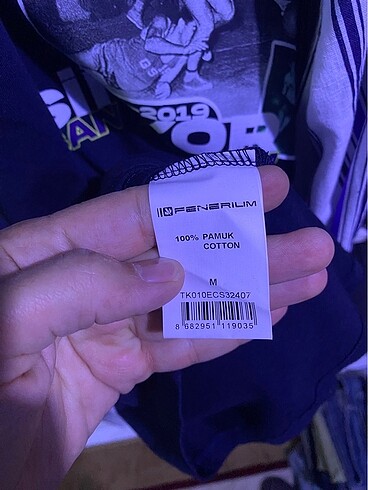 2019
FENERIUM
100% PAMUK
COTTON
M
TK010ECS32407
8 682951 119035